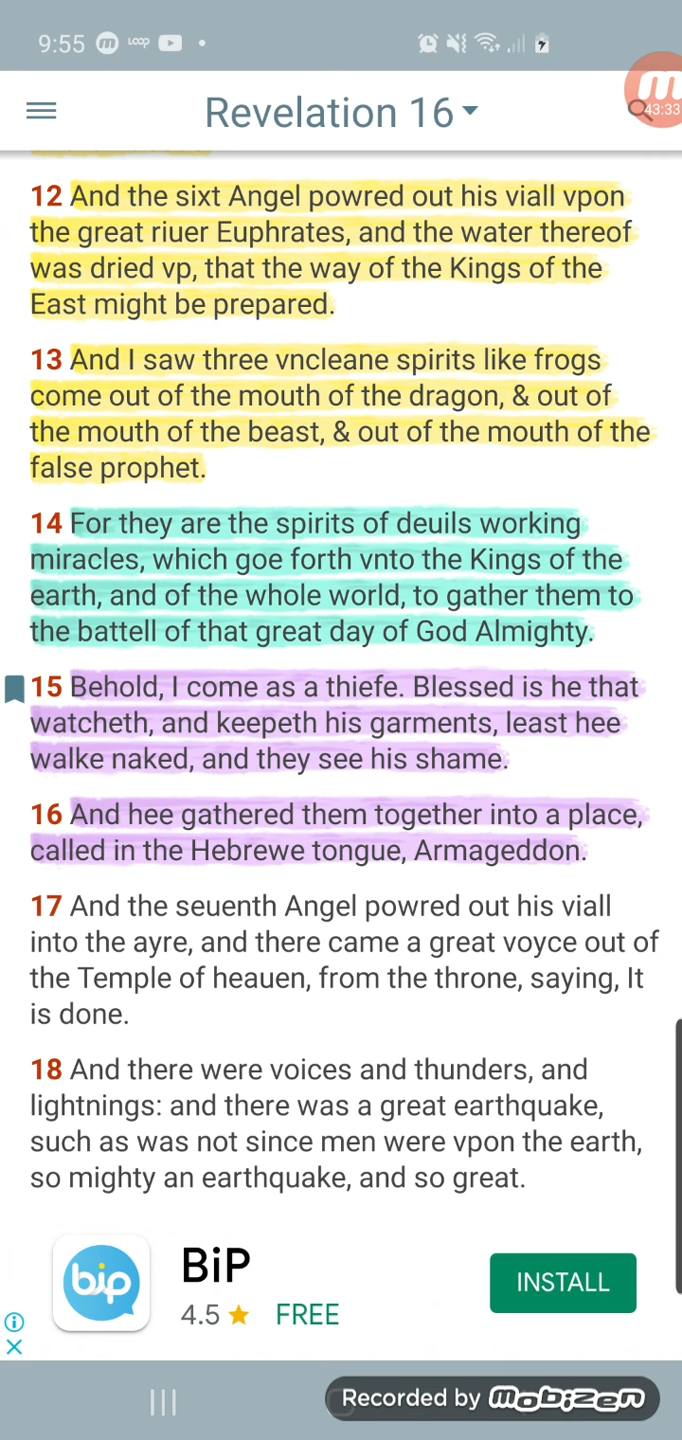 9:55 m LOOP
43:33
Revelation 16
12 And the sixt Angel powred out his viall vpon
the great riuer Euphrates, and the water thereof
was dried vp, that the way of the Kings of the
East might be prepared.
13 And I saw three vncleane spirits like frogs
come out of the mouth of the dragon, & out of
the mouth of the beast, & out of the mouth of the
false prophet.
14 For they are the spirits of deuils working
miracles, which goe forth vnto the Kings of the
earth, and of the whole world, to gather them to
the battell of that great day of God Almighty.
15 Behold, I come as a thiefe. Blessed is he that
watcheth, and keepeth his garments, least hee
walke naked, and they see his shame.
16 And hee gathered them together into a place,
called in the Hebrewe tongue, Armageddon.
17 And the seuenth Angel powred out his viall
into the ayre, and there came a great voyce out of
the Temple of heauen, from the throne, saying, It
is done.
18 And there were voices and thunders, and
lightnings: and there was a great earthquake,
such as was not since men were vpon the earth,
so mighty an earthquake, and so great.
bip
BiP
4.5 ★ FREE
INSTALL
Recorded by mobizen